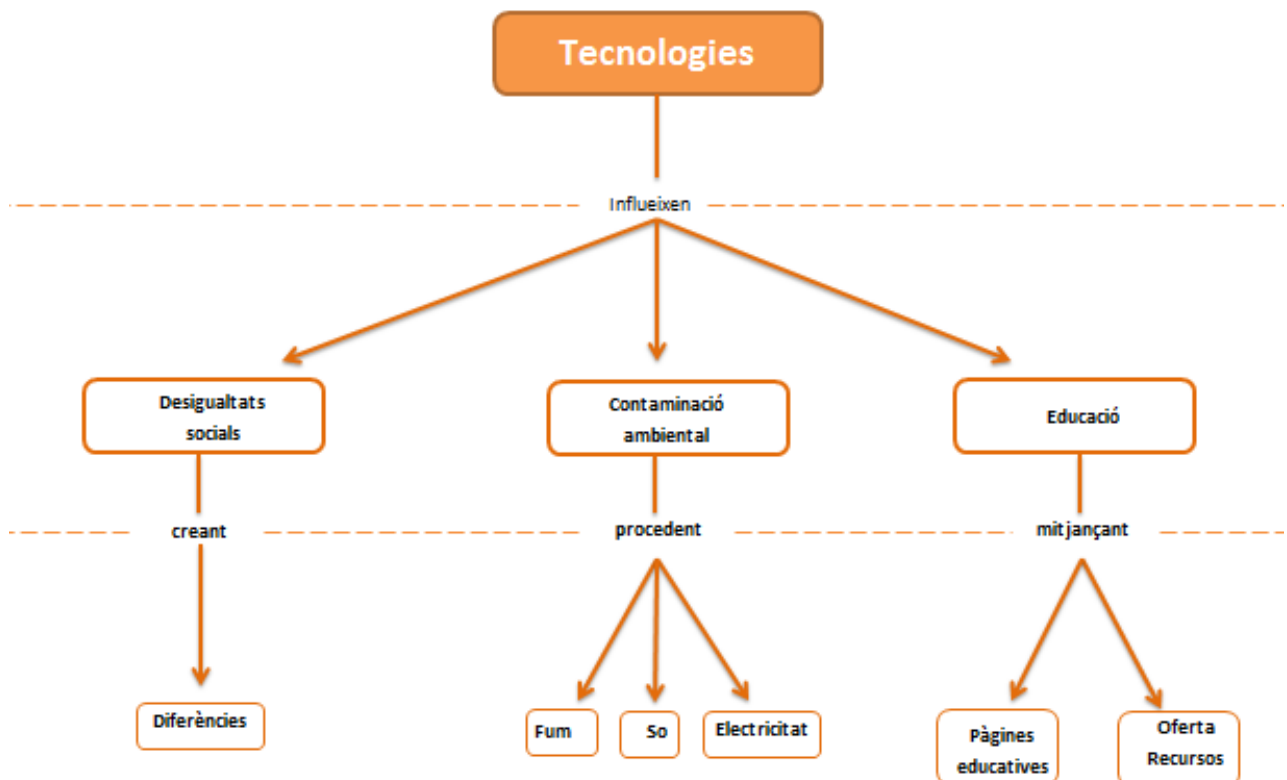 Tecnologies
Influeixen
Desigualtats
socials
Contaminació
ambiental
Educació
creant
procedent
mitjançant
Diferències
Fum
So
Electricitat
Pàgines
educatives
Oferta
Recursos